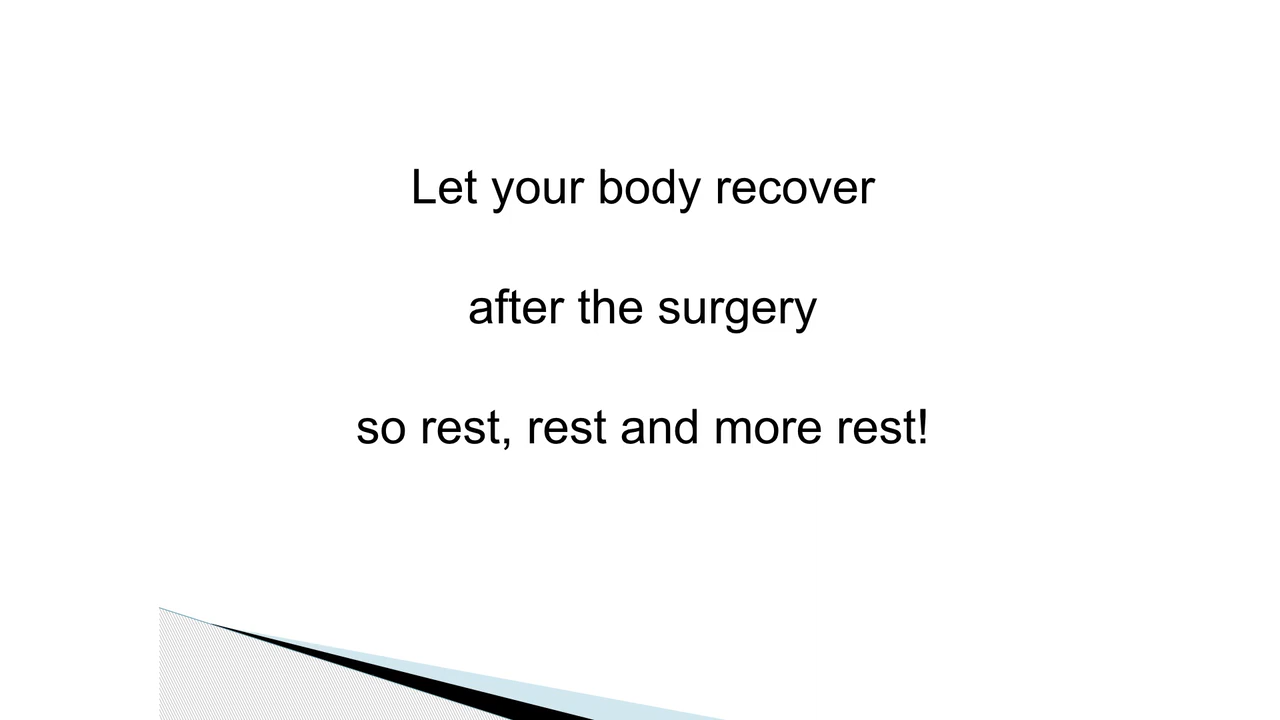 Let your body recover
after the surgery
so rest, rest and more rest!